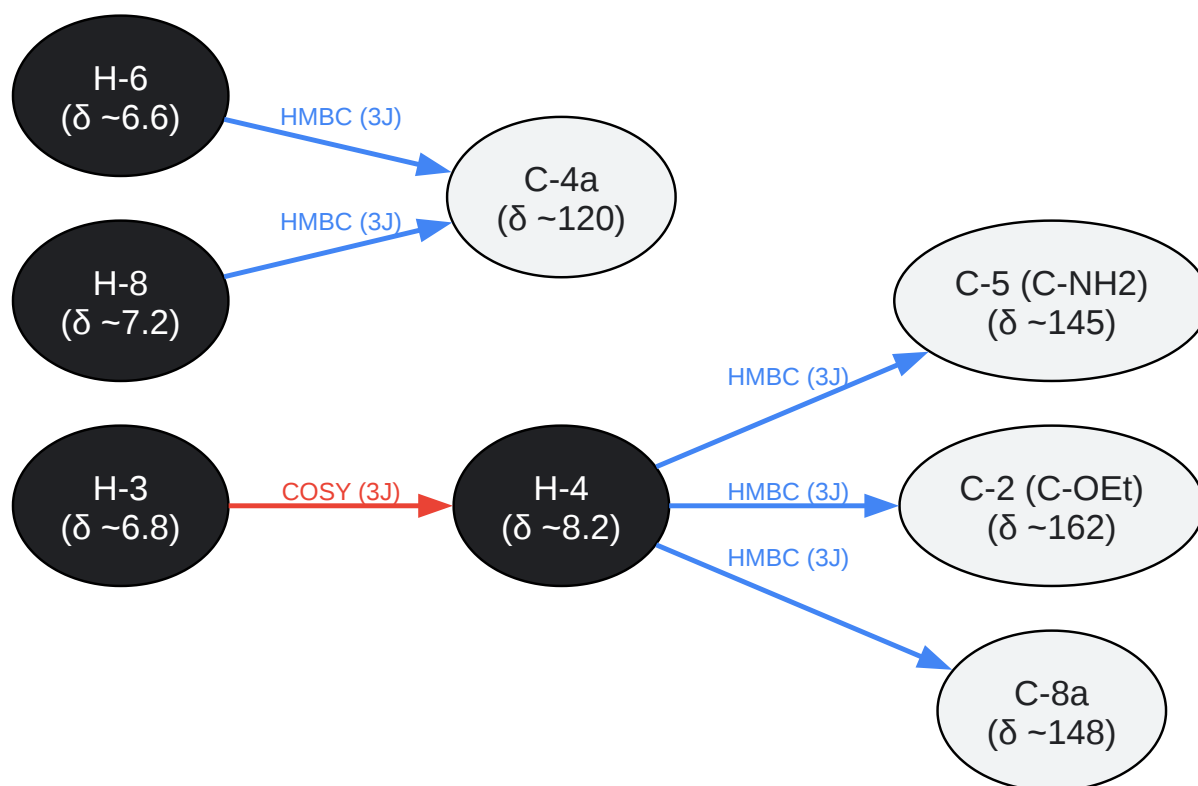 H-6
(δ ~6.6)
HMBC (3J)
C-4a
(δ ~120)
HMBC (3J)
H-8
(δ ~7.2)
C-5 (C-NH2)
(δ ~145)
HMBC (3J)
H-3
(δ ~6.8)
COSY (3J)
H-4
(δ ~8.2)
HMBC (3J)
C-2 (C-OEt)
(δ ~162)
HMBC (3J)
C-8a
(δ ~148)